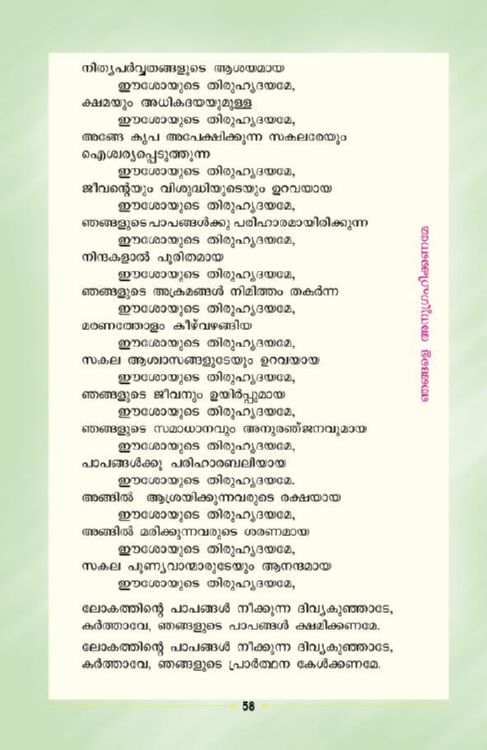 നിത്യപർവ്വതങ്ങളുടെ ആശയമായ
ഈശോയുടെ തിരുഹൃദയമേ,
ക്ഷമയും അധികദയയുമുള്ള
ഈശോയുടെ തിരുഹൃദയമേ,
അങ്ങേ കൃപ അപേക്ഷിക്കുന്ന സകലരേയും
ഐശ്വര്യപ്പെടുത്തുന്ന
ഈശോയുടെ തിരുഹൃദയമേ,
ജീവന്റെയും വിശുദ്ധിയുടെയും ഉറവയായ
ഈശോയുടെ തിരുഹൃദയമേ,
ഞങ്ങളുടെ പാപങ്ങൾക്കു പരിഹാരമായിരിക്കുന്ന
ഈശോയുടെ തിരുഹൃദയമേ,
നിന്ദകളാൽ പൂരിതമായ
ഈശോയുടെ തിരുഹൃദയമേ,
ഞങ്ങളുടെ അക്രമങ്ങൾ നിമിത്തം തകർന്ന
ഈശോയുടെ തിരുഹൃദയമേ,
മരണത്തോളം കീഴ്‌വഴങ്ങിയ
ഈശോയുടെ തിരുഹൃദയമേ,
സകല ആശ്വാസങ്ങളുടേയും ഉറവയായ
ഈശോയുടെ തിരുഹൃദയമേ,
ഞങ്ങളുടെ ജീവനും ഉയിർപ്പുമായ
ഈശോയുടെ തിരുഹൃദയമേ,
ഞങ്ങളുടെ സമാധാനവും അനുരഞ്ജനവുമായ
ഈശോയുടെ തിരുഹൃദയമേ,
പാപങ്ങൾക്കു പരിഹാരബലിയായ
ഈശോയുടെ തിരുഹൃദയമേ.
അങ്ങിൽ ആശ്രയിക്കുന്നവരുടെ രക്ഷയായ
ഈശോയുടെ തിരുഹൃദയമേ,
അങ്ങിൽ മരിക്കുന്നവരുടെ ശരണമായ
ഈശോയുടെ തിരുഹൃദയമേ,
സകല പുണ്യവാന്മാരുടേയും ആനന്ദമായ
ഈശോയുടെ തിരുഹൃദയമേ,
ലോകത്തിന്റെ പാപങ്ങൾ നീക്കുന്ന ദിവ്യകുഞ്ഞാടേ,
കർത്താവേ, ഞങ്ങളുടെ പാപങ്ങൾ ക്ഷമിക്കണമേ.
ലോകത്തിന്റെ പാപങ്ങൾ നീക്കുന്ന ദിവ്യകുഞ്ഞാടേ,
കർത്താവേ, ഞങ്ങളുടെ പ്രാർത്ഥന കേൾക്കണമേ.
ഞങ്ങളെ അനുഗ്രഹിക്കേണമേ
58